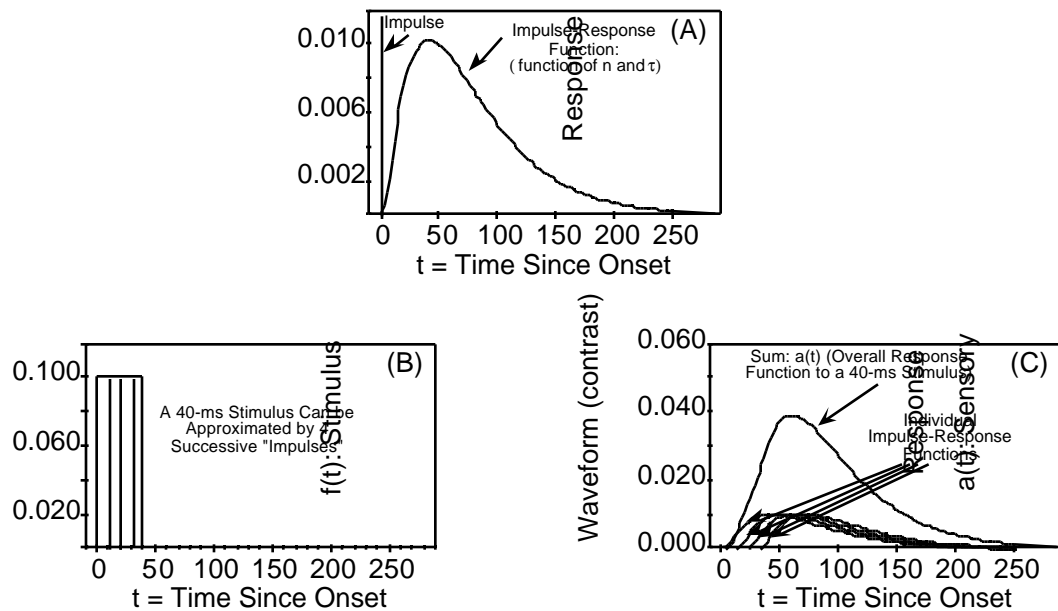 (A)
Impulse
Impulse-Response
Function:
( function of n and τ)
Response
0.010
0.006
0.002
0 50 100 150 200 250
t = Time Since Onset
(B)
f(t): Stimulus
0.100
0.060
0.020
A 40-ms Stimulus Can be
Approximated by 4
Successive "Impulses"
0 50 100 150 200 250
t = Time Since Onset
Waveform (contrast)
(C)
Response
a(t): Sensory
0.060
0.040
0.020
0.000
Sum: a(t) (Overall Response
Function to a 40-ms Stimulus
Individual
Impulse-Response
Functions
0 50 100 150 200 250
t = Time Since Onset